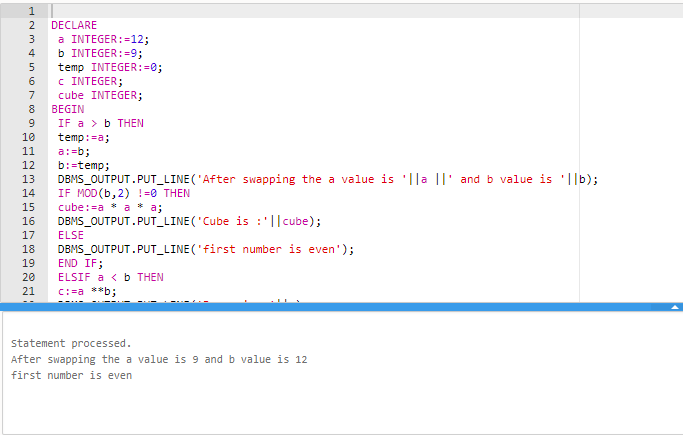 1
2 DECLARE
3 a INTEGER:=12;
4 b INTEGER:=9;
5 temp INTEGER:=0;
6 c INTEGER;
7 cube INTEGER;
8 BEGIN
9 IF a > b THEN
10 temp:=a;
11 a:=b;
12 b:=temp;
13 DBMS_OUTPUT.PUT_LINE('After swapping the a value is '||a ||' and b value is '||b);
14 IF MOD(b,2) !=0 THEN
15 cube:=a * a * a;
16 DBMS_OUTPUT.PUT_LINE('Cube is :'||cube);
17 ELSE
18 DBMS_OUTPUT.PUT_LINE('first number is even');
19 END IF;
20 ELSIF a < b THEN
21 c:=a **b;
Statement processed.
After swapping the a value is 9 and b value is 12
first number is even